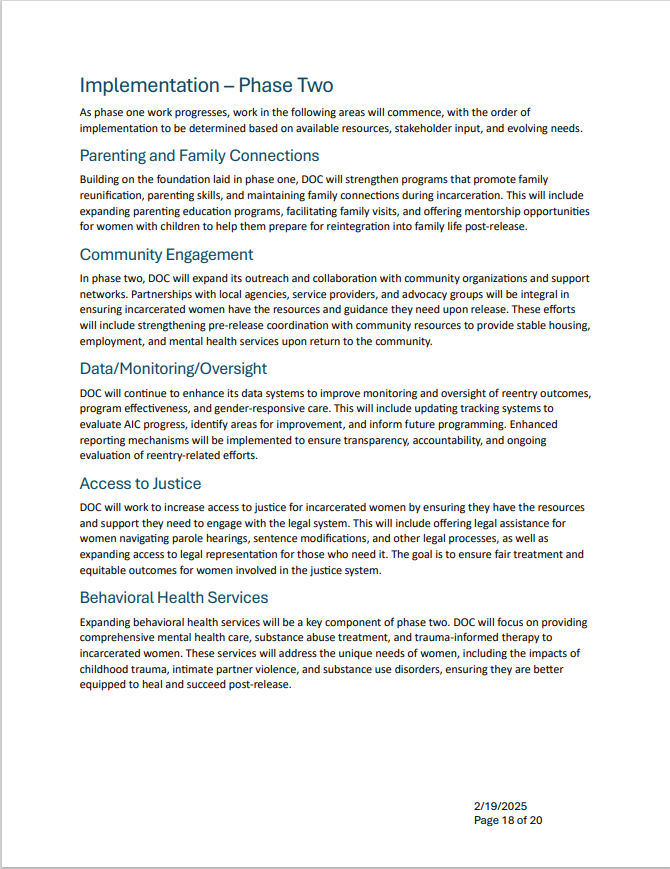 Implementation – Phase Two
As phase one work progresses, work in the following areas will commence, with the order of
implementation to be determined based on available resources, stakeholder input, and evolving needs.
Parenting and Family Connections
Building on the foundation laid in phase one, DOC will strengthen programs that promote family
reunification, parenting skills, and maintaining family connections during incarceration. This will include
expanding parenting education programs, facilitating family visits, and offering mentorship opportunities
for women with children to help them prepare for reintegration into family life post-release.
Community Engagement
In phase two, DOC will expand its outreach and collaboration with community organizations and support
networks. Partnerships with local agencies, service providers, and advocacy groups will be integral in
ensuring incarcerated women have the resources and guidance they need upon release. These efforts
will include strengthening pre-release coordination with community resources to provide stable housing,
employment, and mental health services upon return to the community.
Data/Monitoring/Oversight
DOC will continue to enhance its data systems to improve monitoring and oversight of reentry outcomes,
program effectiveness, and gender-responsive care. This will include updating tracking systems to
evaluate AIC progress, identify areas for improvement, and inform future programming. Enhanced
reporting mechanisms will be implemented to ensure transparency, accountability, and ongoing
evaluation of reentry-related efforts.
Access to Justice
DOC will work to increase access to justice for incarcerated women by ensuring they have the resources
and support they need to engage with the legal system. This will include offering legal assistance for
women navigating parole hearings, sentence modifications, and other legal processes, as well as
expanding access to legal representation for those who need it. The goal is to ensure fair treatment and
equitable outcomes for women involved in the justice system.
Behavioral Health Services
Expanding behavioral health services will be a key component of phase two. DOC will focus on providing
comprehensive mental health care, substance abuse treatment, and trauma-informed therapy to
incarcerated women. These services will address the unique needs of women, including the impacts of
childhood trauma, intimate partner violence, and substance use disorders, ensuring they are better
equipped to heal and succeed post-release.
2/19/2025
Page 18 of 20